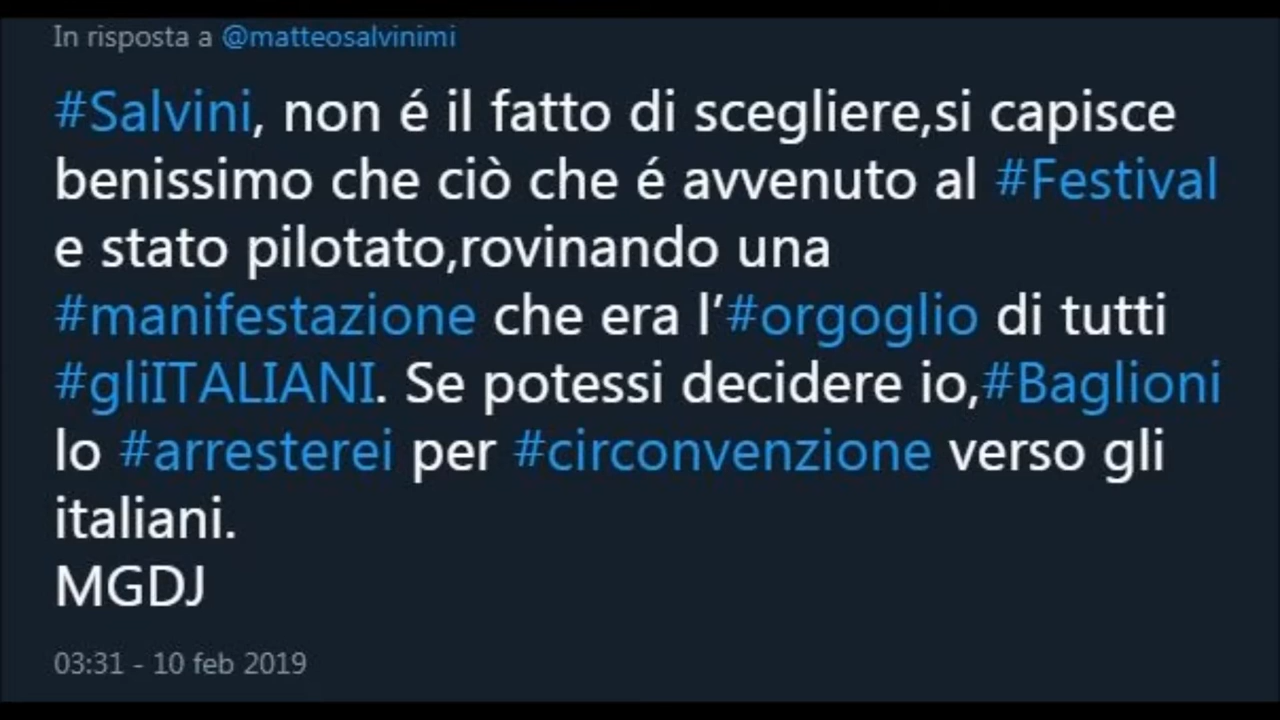 In risposta a @matteosalvinimi
#Salvini, non é il fatto di scegliere,si capisce
benissimo che ciò che é avvenuto al #Festival
e stato pilotato,rovinando una
#manifestazione che era l’#orgoglio di tutti
#gliITALIANI. Se potessi decidere io,#Baglioni
lo #arresterei per #circonvenzione verso gli
italiani.
MGDJ
03:31 - 10 feb 2019